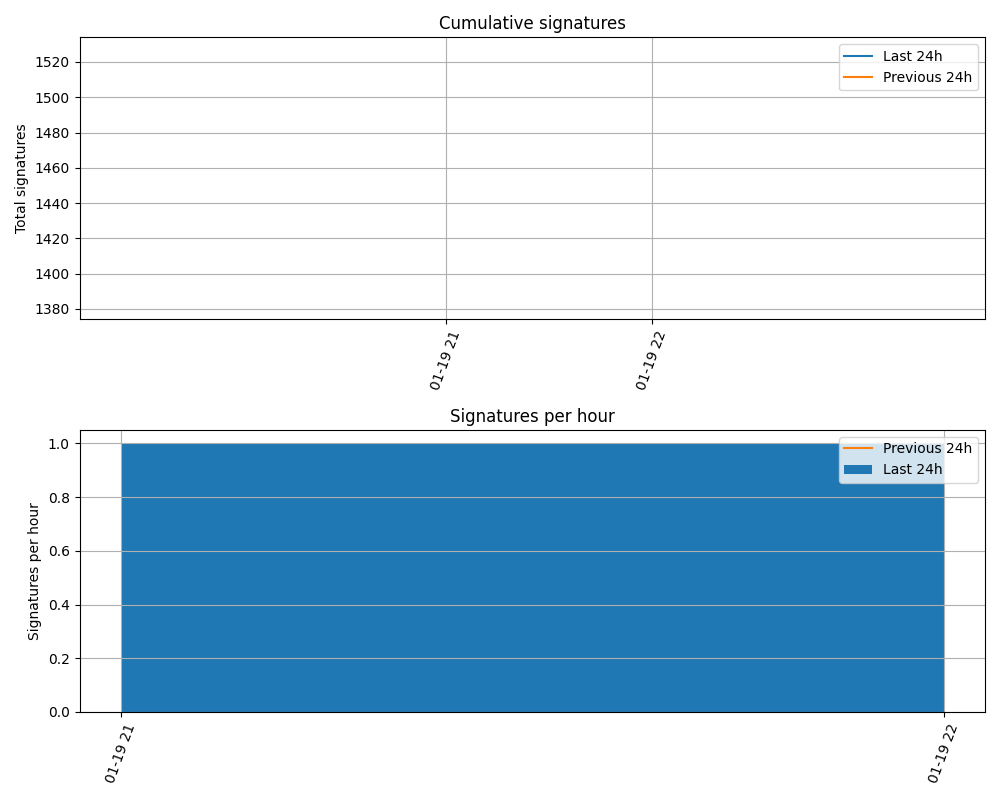 Cumulative signatures
Last 24h
Previous 24h
Total signatures
1520
1500
1480
1460
1440
1420
1400
1380
01-19 21
01-19 22
Signatures per hour
Previous 24h
Last 24h
Signatures per hour
1.0
0.8
0.6
0.4
0.2
0.0
01-19 21
01-19 22